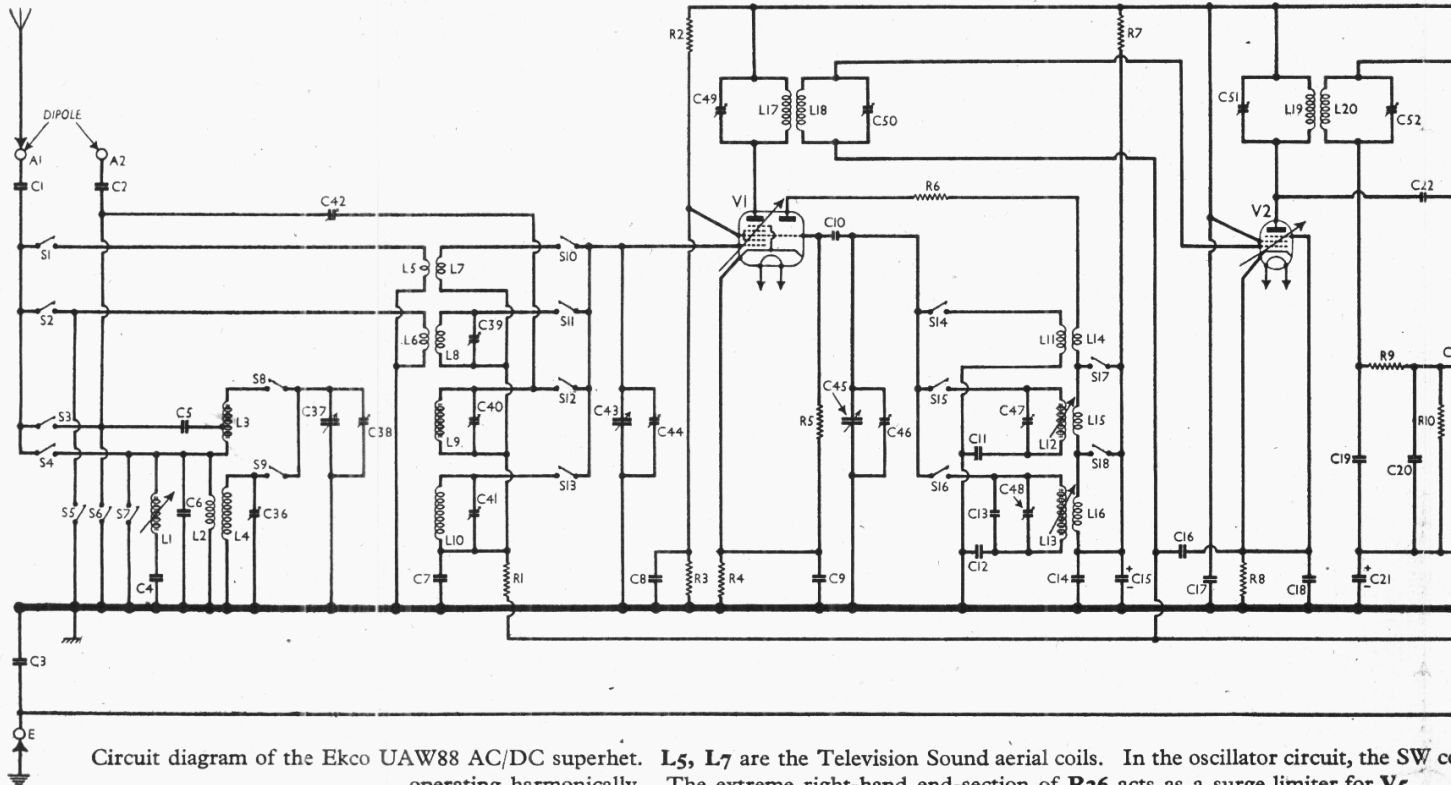 R2
R7
C49
L17
L18
C50
C51
L19
L20
C52
DIPOLE
A1
A2
C1
C2
C42
V1
R6
C10
V2
C22
S1
L5
L7
S10
S2
L6
L8
C39
S11
S14
L11
L14
S17
R9
S8
C5
L3
S3
S4
C37
C38
L9
C40
S12
C43
C44
R5
C45
C46
S15
C47
L12
L15
S18
C11
R10
C19
C20
S9
S5
S6
S7
L1
C6
L2
L4
C36
C4
L10
C41
S13
S16
C13
C48
L13
L16
C12
C16
C7
R1
C8
R3
R4
C9
C14
+
C15
–
C17
R8
C18
+
C21
–
C3
E
Circuit diagram of the Ekco UAW88 AC/DC superhet. L5, L7 are the Television Sound aerial coils. In the oscillator circuit, the SW co
operating harmonically. The extreme right-hand end-section of R26 acts as a surge limiter for V5